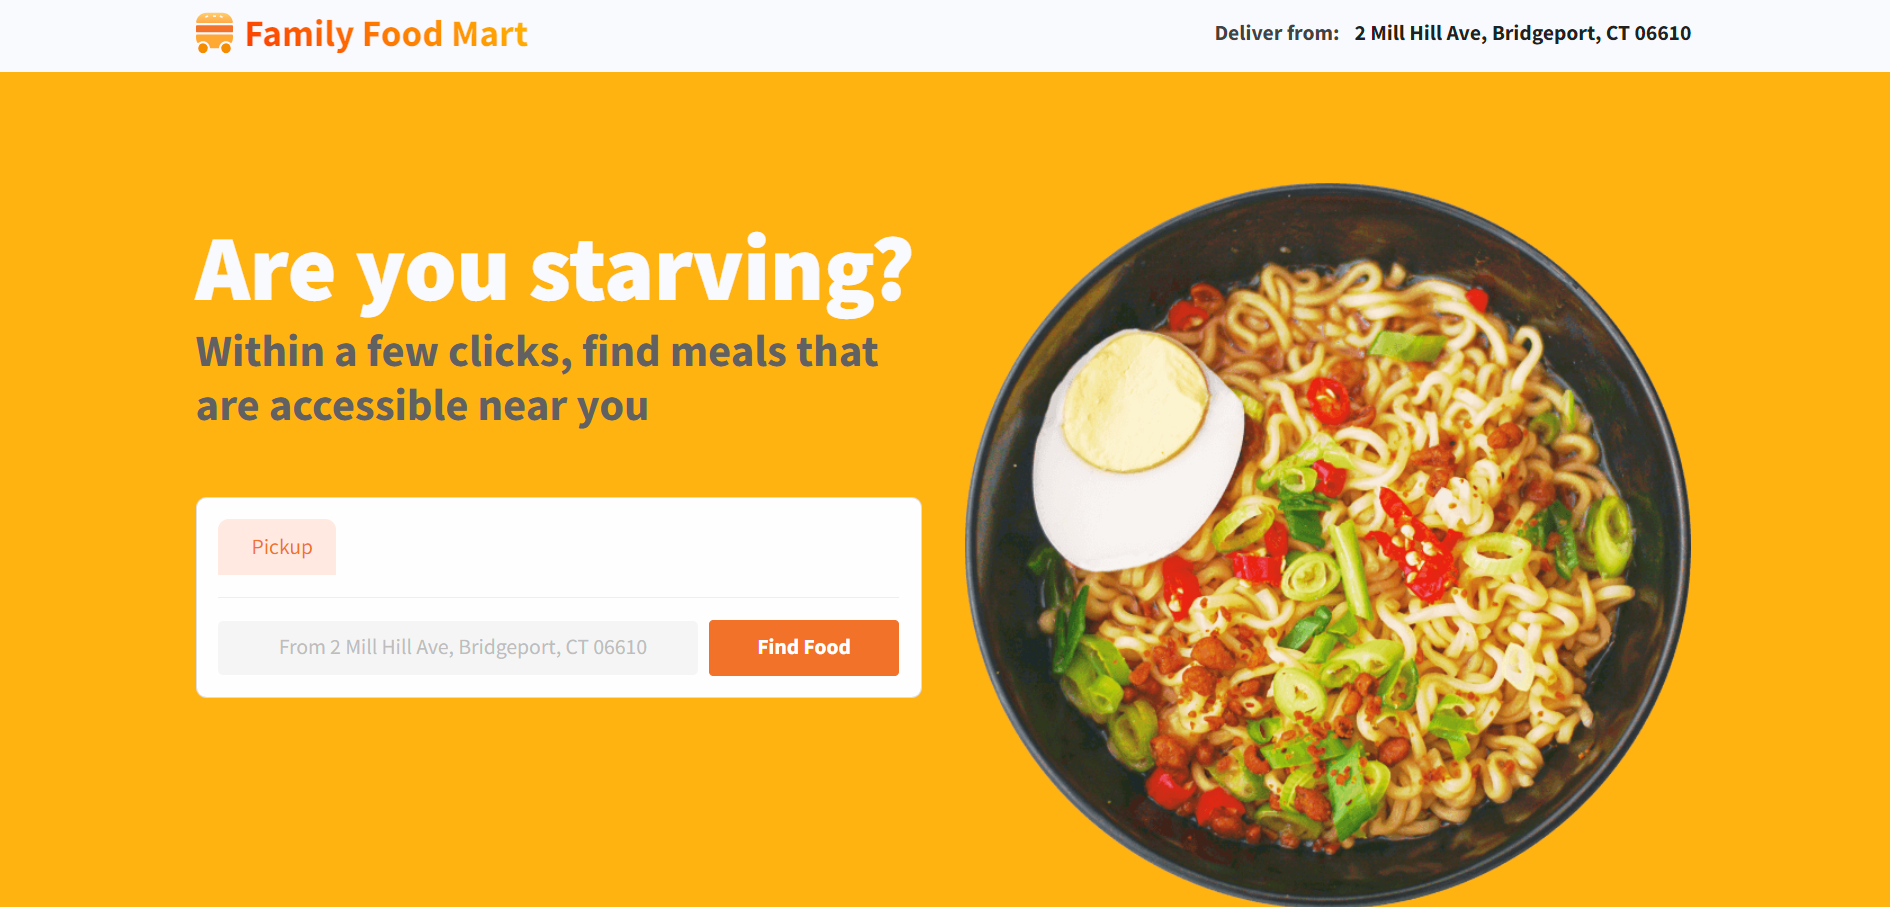 Family Food Mart
Deliver from: 2 Mill Hill Ave, Bridgeport, CT 06610
Are you starving?
Within a few clicks, find meals that
are accessible near you
Pickup
From 2 Mill Hill Ave, Bridgeport, CT 06610
Find Food